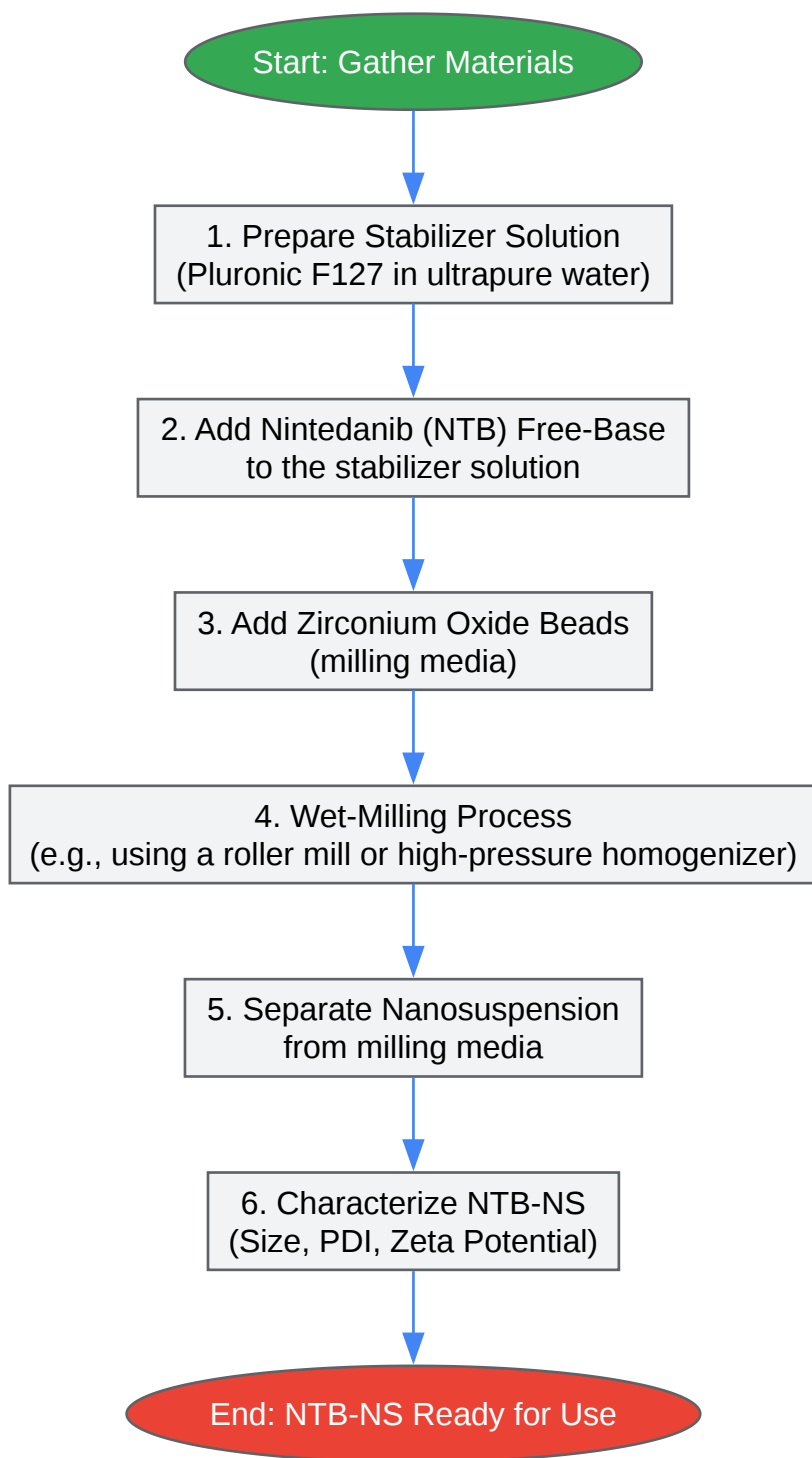 Start: Gather Materials
1. Prepare Stabilizer Solution
(Pluronic F127 in ultrapure water)
2. Add Nintedanib (NTB) Free-Base
to the stabilizer solution
3. Add Zirconium Oxide Beads
(milling media)
4. Wet-Milling Process
(e.g., using a roller mill or high-pressure homogenizer)
5. Separate Nanosuspension
from milling media
6. Characterize NTB-NS
(Size, PDI, Zeta Potential)
End: NTB-NS Ready for Use